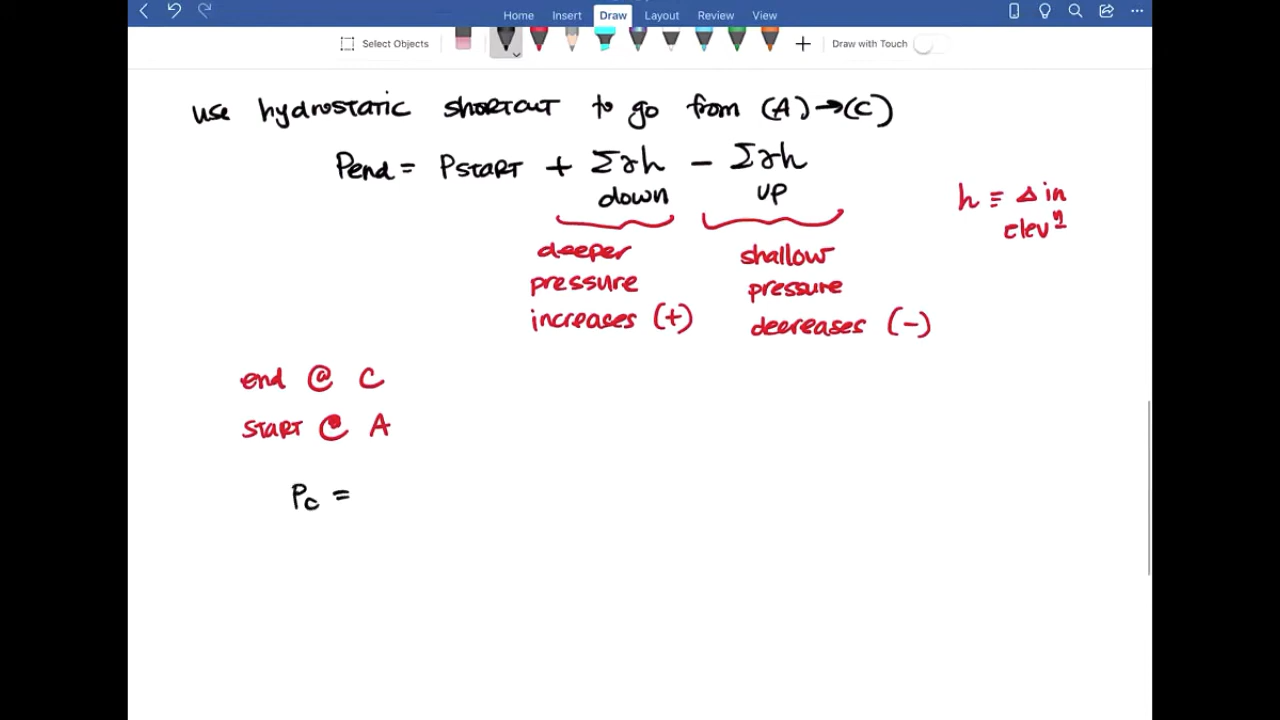 Home Insert Draw Layout Review View
Select Objects
Draw with Touch
use hydrostatic shortcut to go from (A)→(C)
Pend = PSTART + Σγh - Σγh
down up
h ≡ Δ in
elevⁿ
deeper
pressure
increases (+)
shallow
pressure
decreases (-)
end @ C
START @ A
Pc =